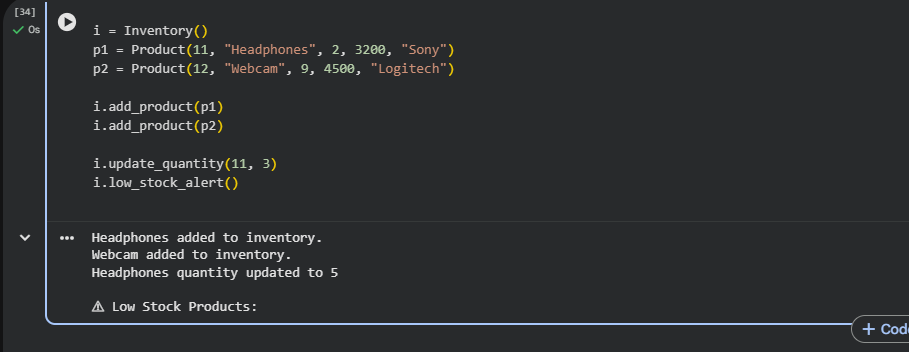 [34]
0s
i = Inventory()
p1 = Product(11, "Headphones", 2, 3200, "Sony")
p2 = Product(12, "Webcam", 9, 4500, "Logitech")
i.add_product(p1)
i.add_product(p2)
i.update_quantity(11, 3)
i.low_stock_alert()
Headphones added to inventory.
Webcam added to inventory.
Headphones quantity updated to 5
⚠ Low Stock Products:
+ Code